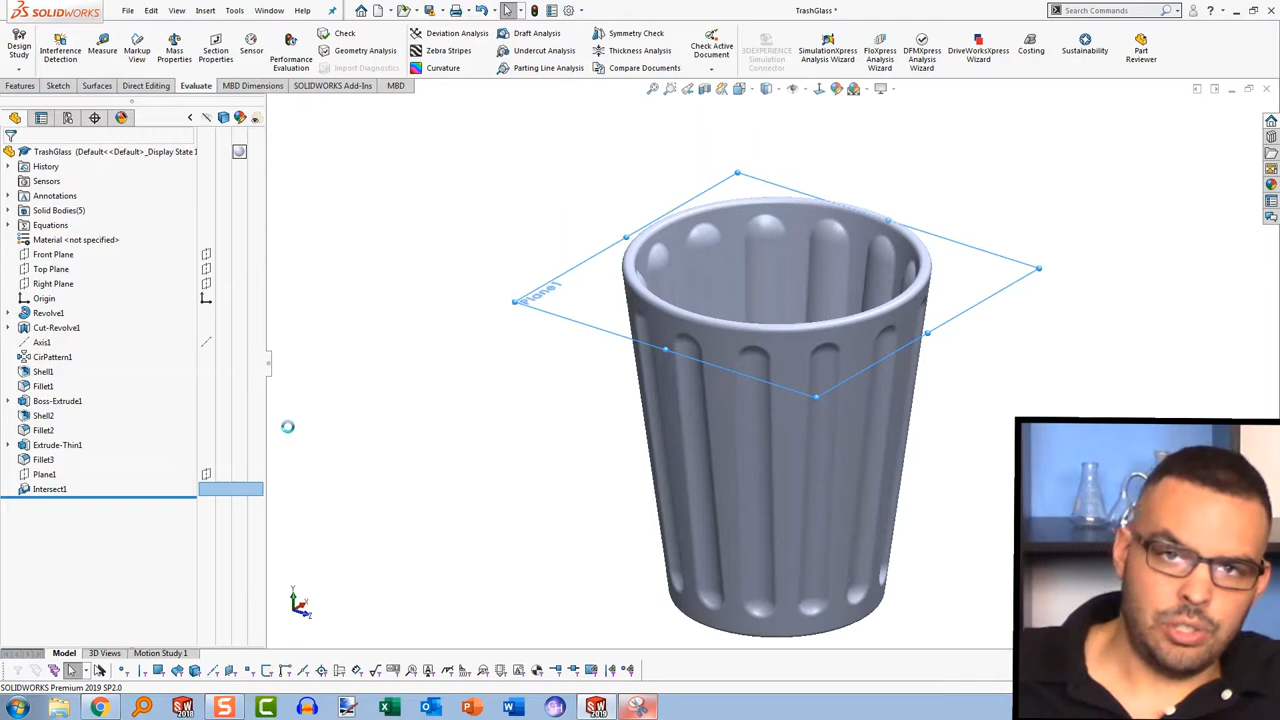 SOLIDWORKS File Edit View Insert Tools Window Help TrashGlass * Search Commands
Design Study
Interference Detection
Measure
Markup View
Mass Properties
Section Properties
Sensor
Performance Evaluation
Check
Geometry Analysis
Import Diagnostics
Deviation Analysis
Zebra Stripes
Curvature
Draft Analysis
Undercut Analysis
Parting Line Analysis
Symmetry Check
Thickness Analysis
Compare Documents
Check Active Document
3DEXPERIENCE Simulation Connector
SimulationXpress Analysis Wizard
FloXpress Analysis Wizard
DFMXpress Analysis Wizard
DriveWorksXpress Wizard
Costing
Sustainability
Part Reviewer
Features Sketch Surfaces Direct Editing Evaluate MBD Dimensions SOLIDWORKS Add-Ins MBD
TrashGlass (Default<<Default>_Display State 1
History
Sensors
Annotations
Solid Bodies(5)
Equations
Material <not specified>
Front Plane
Top Plane
Right Plane
Origin
Revolve1
Cut-Revolve1
Axis1
CirPattern1
Shell1
Fillet1
Boss-Extrude1
Shell2
Fillet2
Extrude-Thin1
Fillet3
Plane1
Intersect1
Plane1
Y
X
Z
Model 3D Views Motion Study 1
SOLIDWORKS Premium 2019 SP2.0